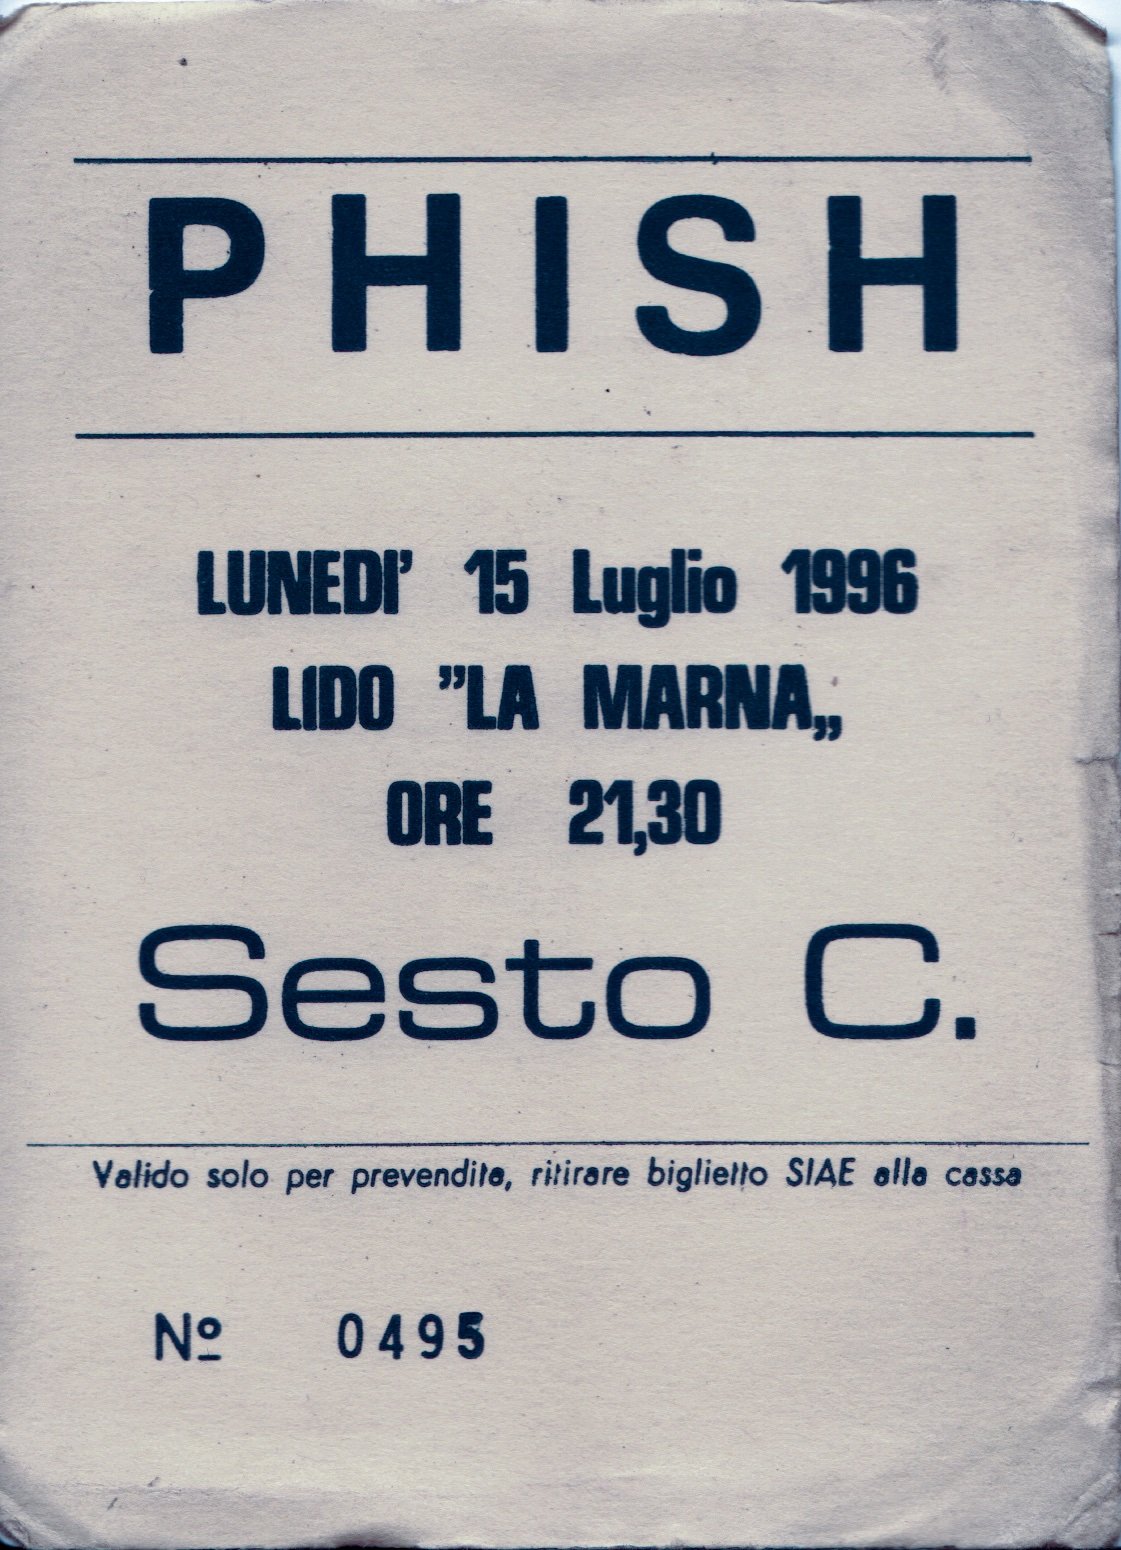 PHISH
LUNEDI' 15 Luglio 1996
LIDO "LA MARNA„
ORE 21,30
Sesto C.
Valido solo per prevendita, ritirare biglietto SIAE alla cassa
Nº 0495